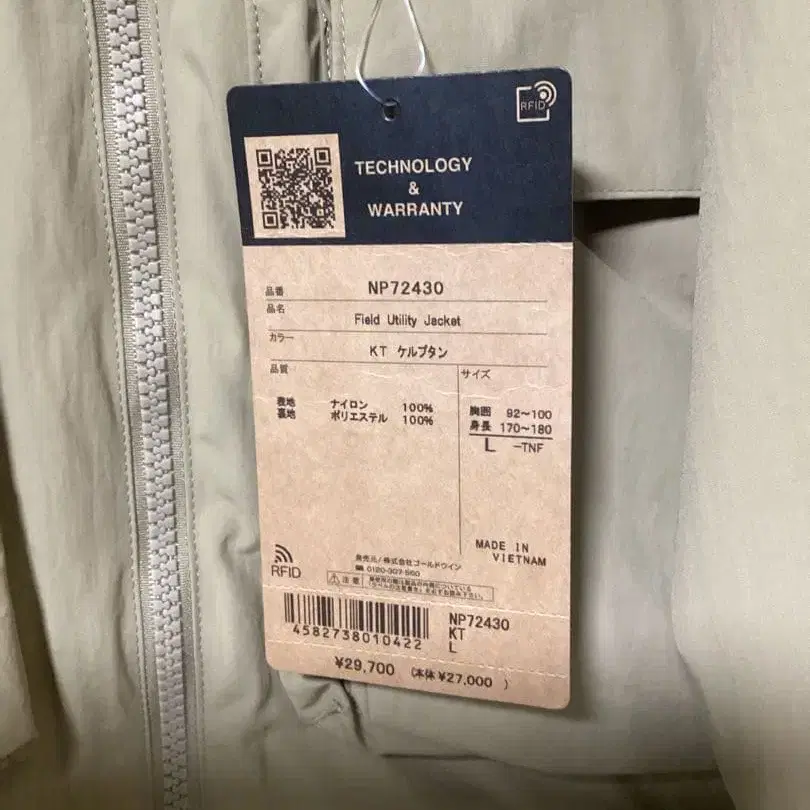 RFID
TECHNOLOGY
&
WARRANTY
品番 NP72430
品名
Field Utility Jacket
カラー
KT ケルプタン
品質
サイズ
表地 ナイロン 100%
裏地 ポリエステル 100%
胸囲 92～100
身長 170～180
L -TNF
MADE IN
VIETNAM
RFID
発売元/株式会社ゴールドウイン
0120-307-560
注意
NP72430
KT
L
4582738010422
¥29,700 (本体¥27,000 )